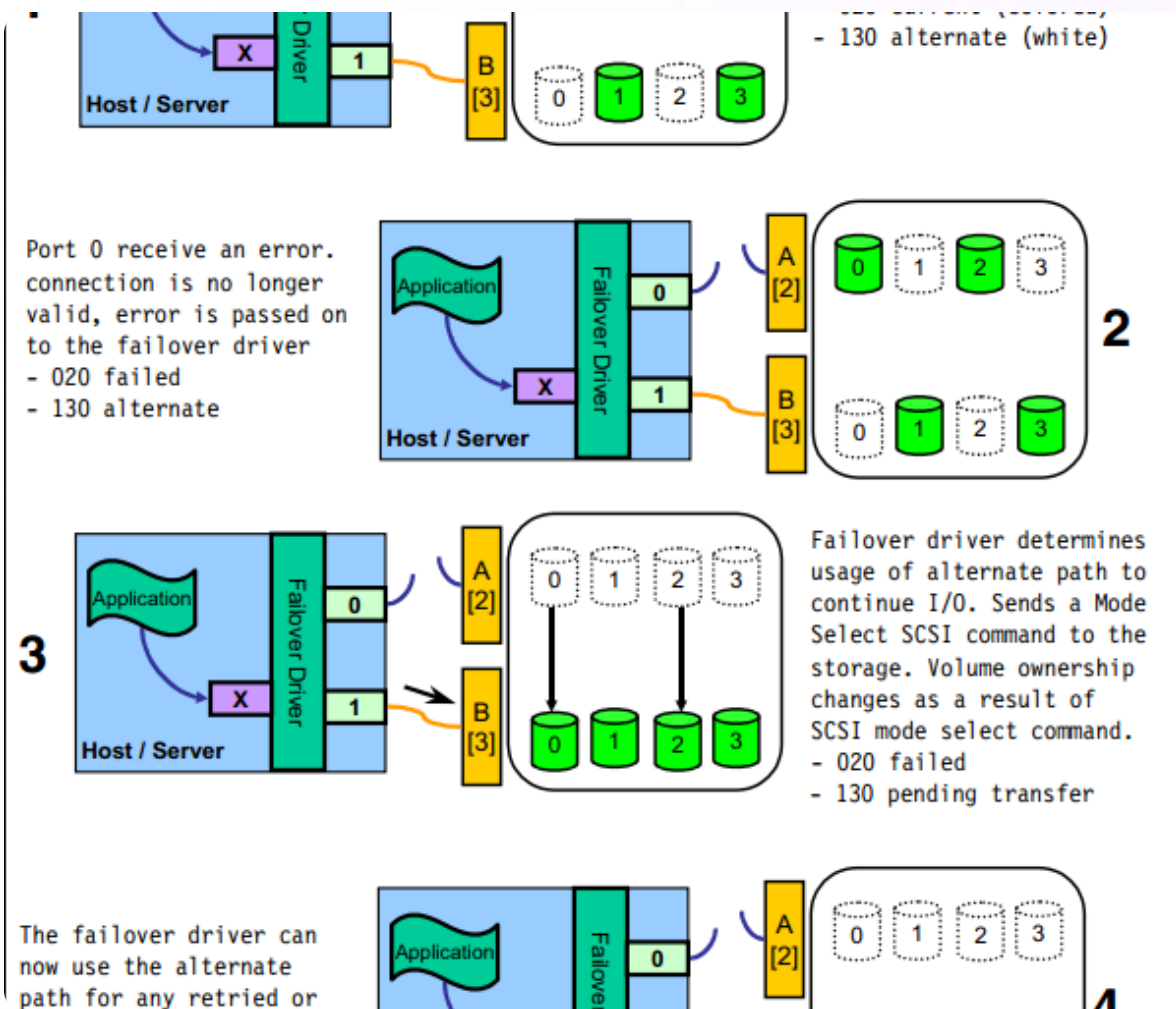 Driver
X
1
B
[3]
Host / Server
0
1
2
3
- 130 alternate (white)
Port 0 receive an error.
connection is no longer
valid, error is passed on
to the failover driver
- 020 failed
- 130 alternate
Application
Failover Driver
0
X
1
Host / Server
A
[2]
B
[3]
0
1
2
3
0
1
2
3
2
3
Application
Failover Driver
0
X
1
Host / Server
A
[2]
B
[3]
0
1
2
3
0
1
2
3
Failover driver determines
usage of alternate path to
continue I/O. Sends a Mode
Select SCSI command to the
storage. Volume ownership
changes as a result of
SCSI mode select command.
- 020 failed
- 130 pending transfer
The failover driver can
now use the alternate
path for any retried or
Application
Failover
0
A
[2]
0
1
2
3
4